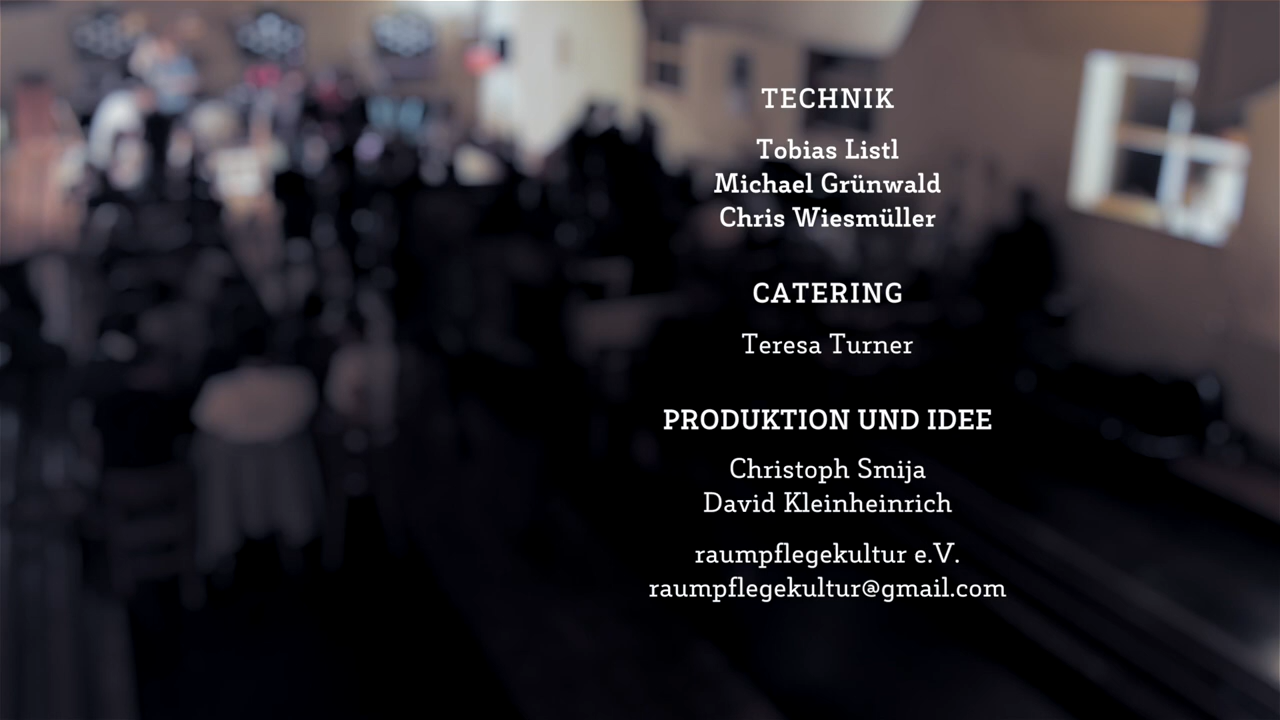 TECHNIK
Tobias Listl
Michael Grünwald
Chris Wiesmüller
CATERING
Teresa Turner
PRODUKTION UND IDEE
Christoph Smija
David Kleinheinrich
raumpflegekultur e.V.
raumpflegekultur@gmail.com